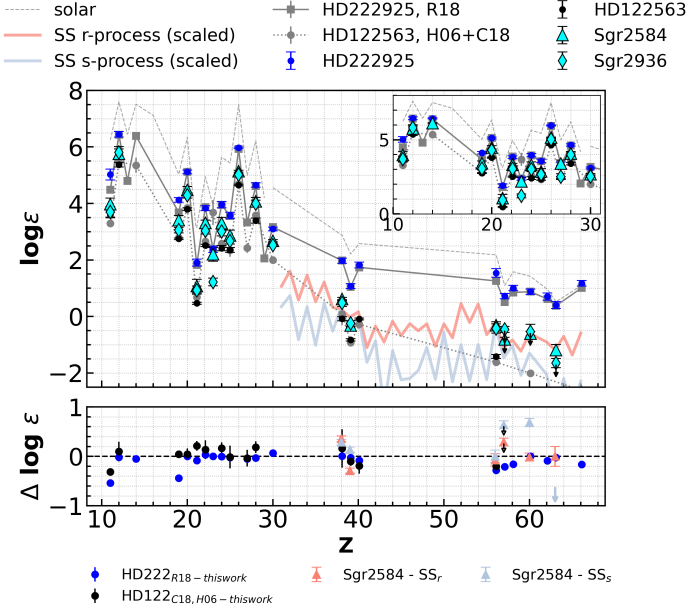 solar
HD222925, R18
HD122563
SS r-process (scaled)
HD122563, H06+C18
Sgr2584
SS s-process (scaled)
HD222925
Sgr2936
8
6
4
2
0
−2
logε
5
0
10
20
30
1
0
−1
Δ log ε
10
20
30
40
50
60
Z
HD222R18−thiswork
Sgr2584 - SSr
Sgr2584 - SSs
HD122C18,H06−thiswork